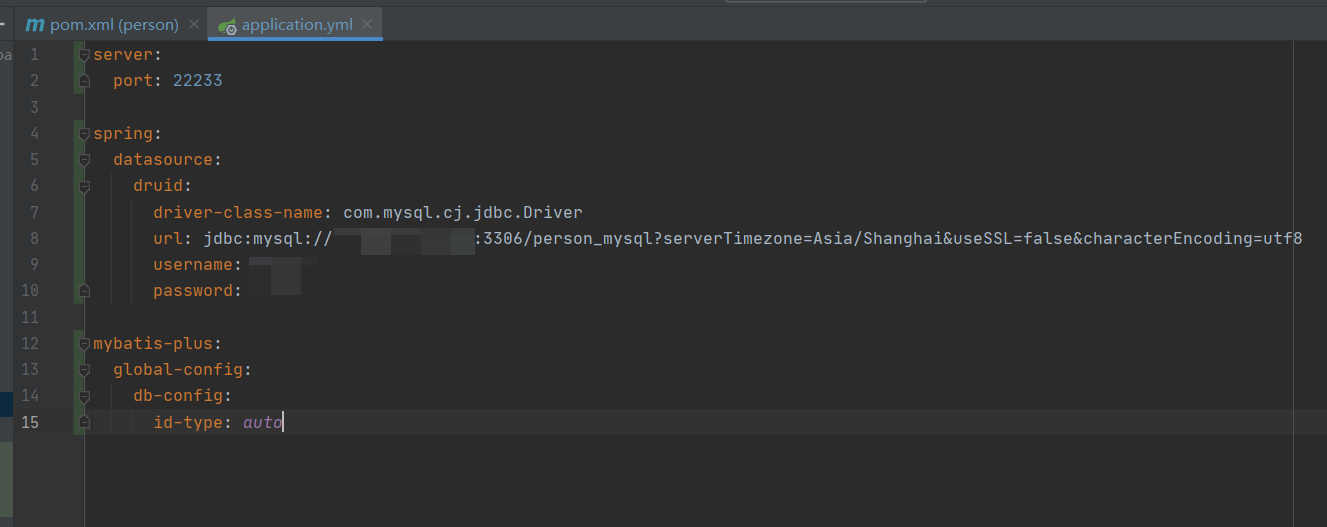 pom.xml (person) application.yml
1 server:
2   port: 22233
3
4 spring:
5   datasource:
6     druid:
7       driver-class-name: com.mysql.cj.jdbc.Driver
8       url: jdbc:mysql:// :3306/person_mysql?serverTimezone=Asia/Shanghai&useSSL=false&characterEncoding=utf8
9       username:
10       password:
11
12 mybatis-plus:
13   global-config:
14     db-config:
15       id-type: auto